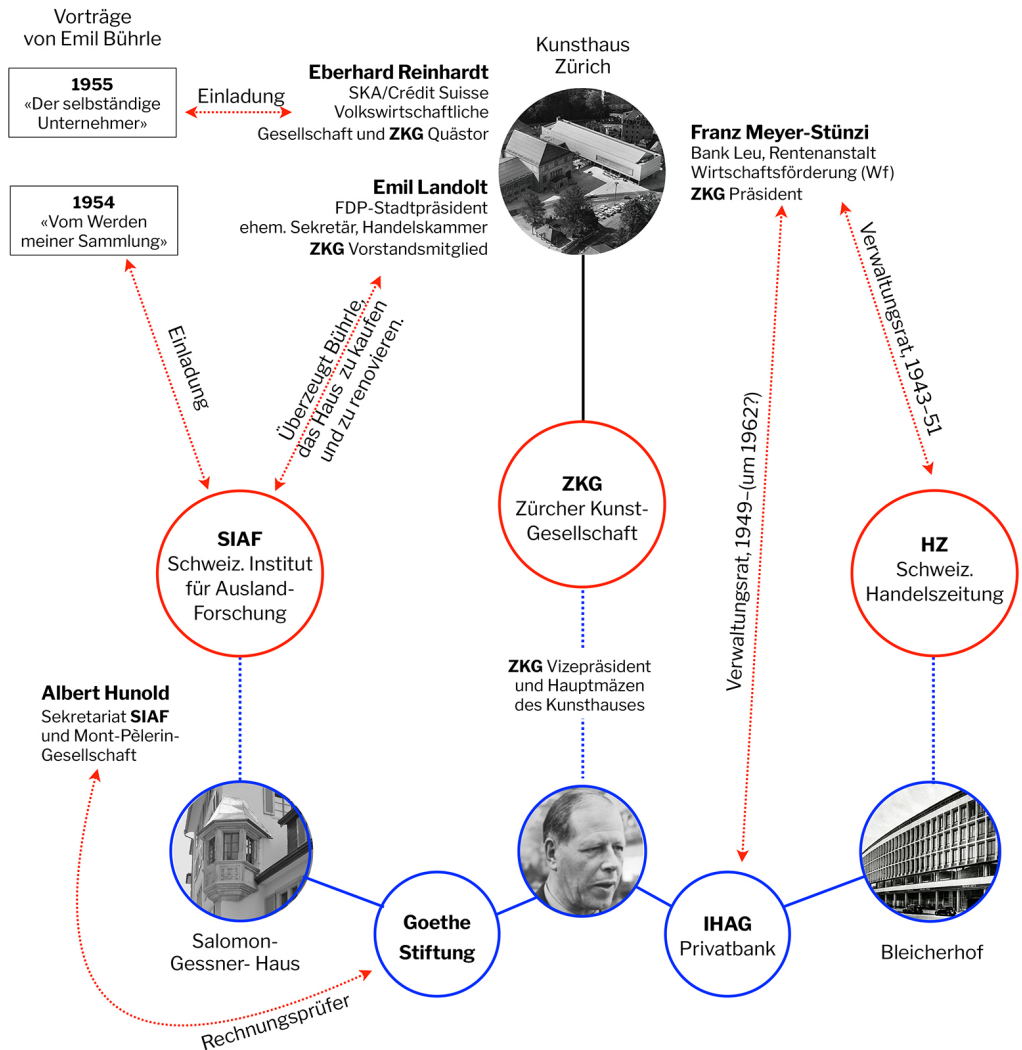 Vorträge
von Emil Bührle
1955
«Der selbständige
Unternehmer»
Einladung
Eberhard Reinhardt
SKA/Crédit Suisse
Volkswirtschaftliche
Gesellschaft und ZKG Quästor
Kunsthaus
Zürich
Franz Meyer-Stünzi
Bank Leu, Rentenanstalt
Wirtschaftsförderung (Wf)
ZKG Präsident
1954
«Vom Werden
meiner Sammlung»
Emil Landolt
FDP-Stadtpräsident
ehem. Sekretär, Handelskammer
ZKG Vorstandsmitglied
Einladung
Überzeugt Bührle,
das Haus zu kaufen
und zu renovieren.
Verwaltungsrat, 1949–(um 1962?)
Verwaltungsrat, 1943–51
SIAF
Schweiz. Institut
für Ausland-
Forschung
ZKG
Zürcher Kunst-
Gesellschaft
HZ
Schweiz.
Handelszeitung
Albert Hunold
Sekretariat SIAF
und Mont-Pèlerin-
Gesellschaft
ZKG Vizepräsident
und Hauptmäzen
des Kunsthauses
Salomon-
Gessner- Haus
Goethe
Stiftung
IHAG
Privatbank
Bleicherhof
Rechnungsprüfer